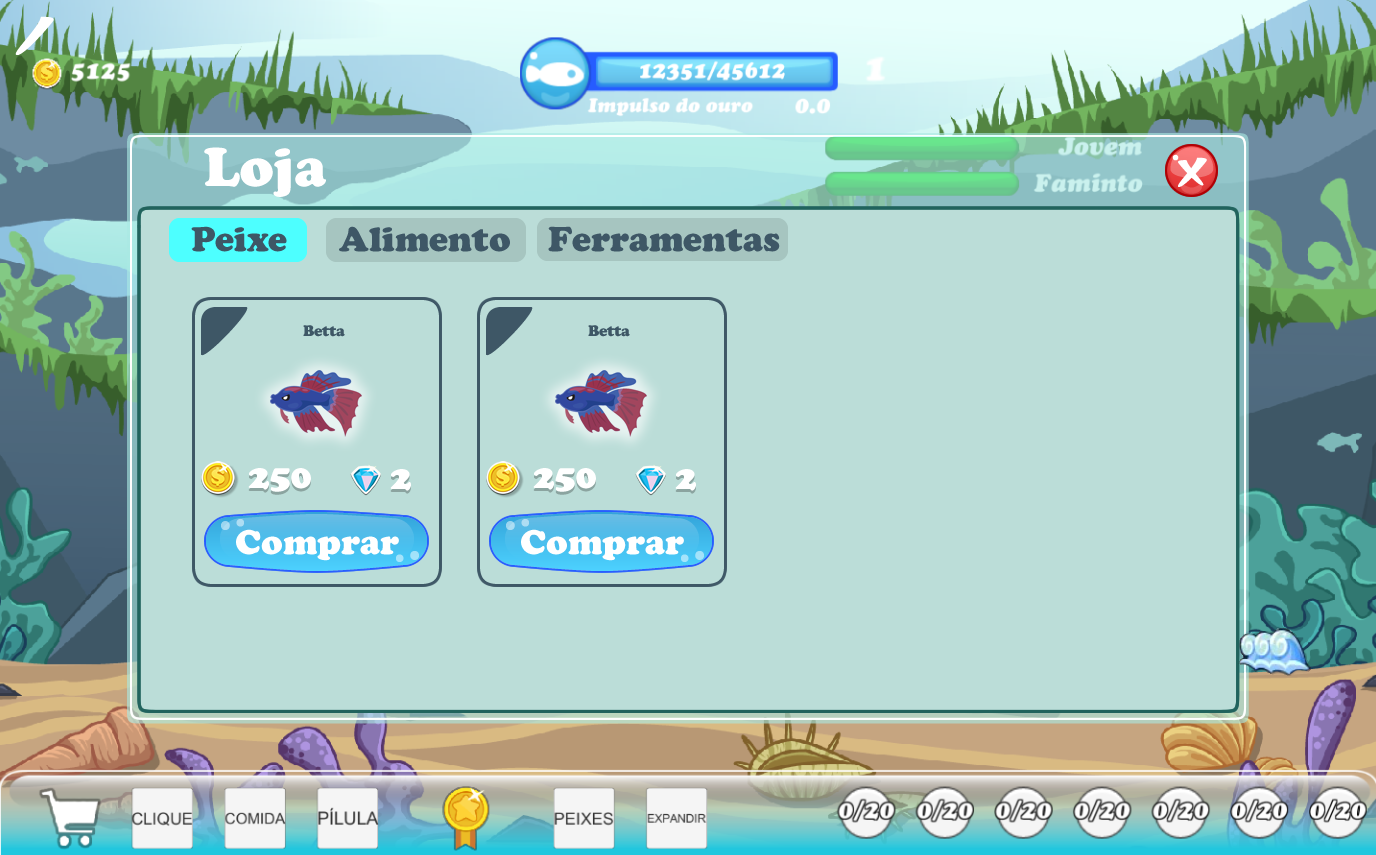 5125
12351/45612
1
Impulso do ouro 0.0
Loja
Jovem
Faminto
X
Peixe Alimento Ferramentas
Betta
250 2
Comprar
Betta
250 2
Comprar
CLIQUE COMIDA PÍLULA PEIXES EXPANDIR
0/20 0/20 0/20 0/20 0/20 0/20 0/20